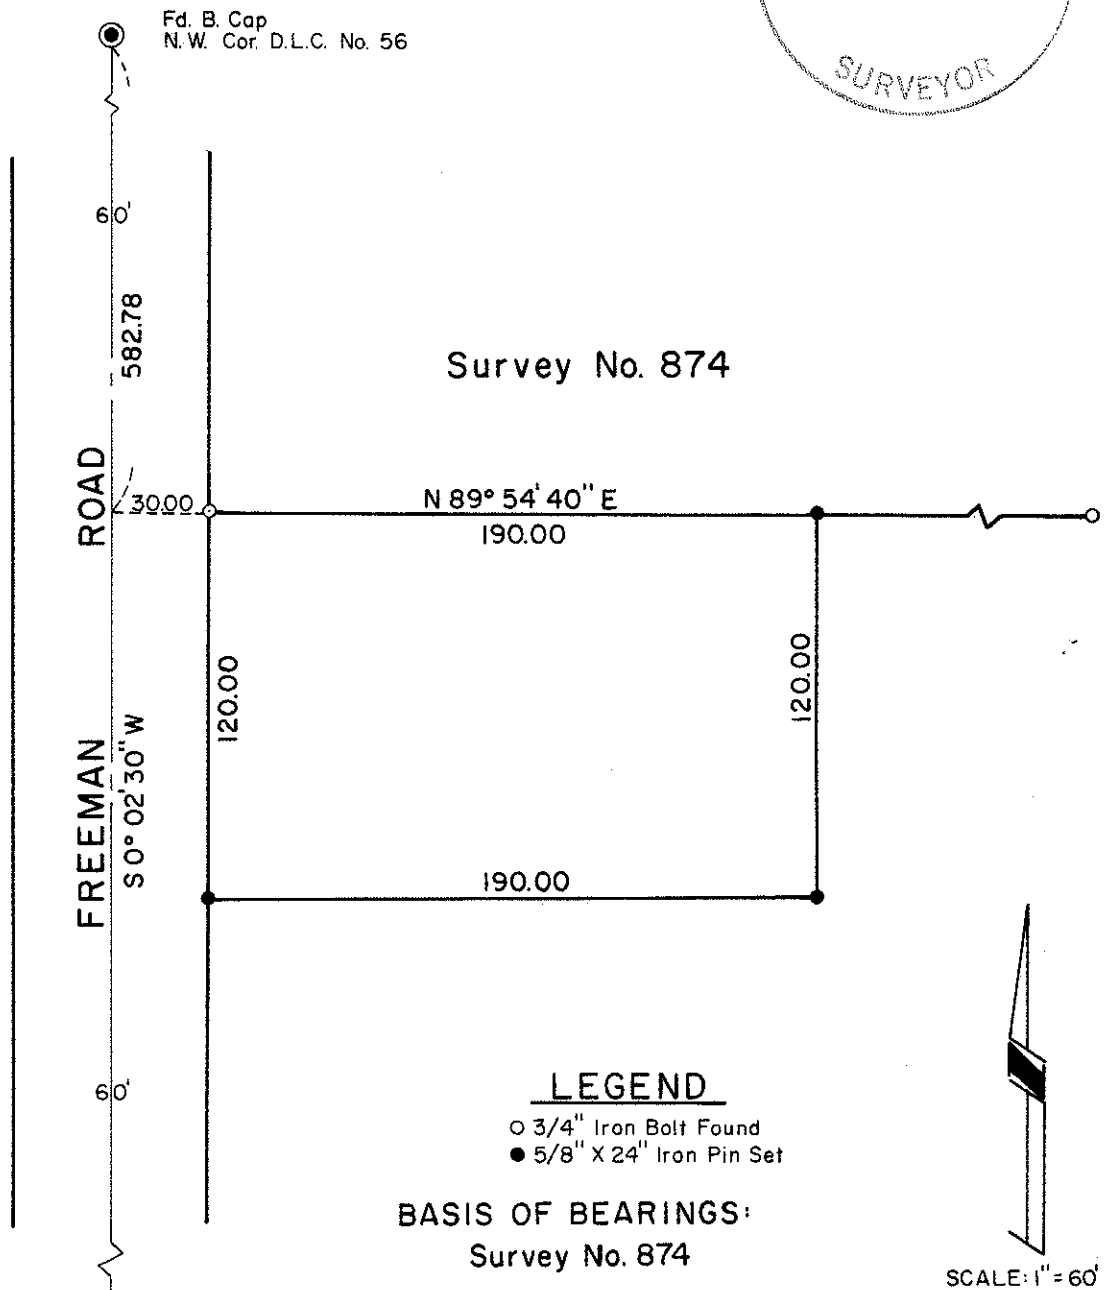 Fd. B. Cap
N.W. Cor. D.L.C. No. 56
SURVEYOR
60'
582.78
Survey No. 874
FREEMAN ROAD
30.00
N 89° 54' 40" E
190.00
120.00
120.00
S 0° 02' 30" W
190.00
60'
LEGEND
○ 3/4" Iron Bolt Found
● 5/8" X 24" Iron Pin Set
BASIS OF BEARINGS:
Survey No. 874
SCALE: 1" = 60'